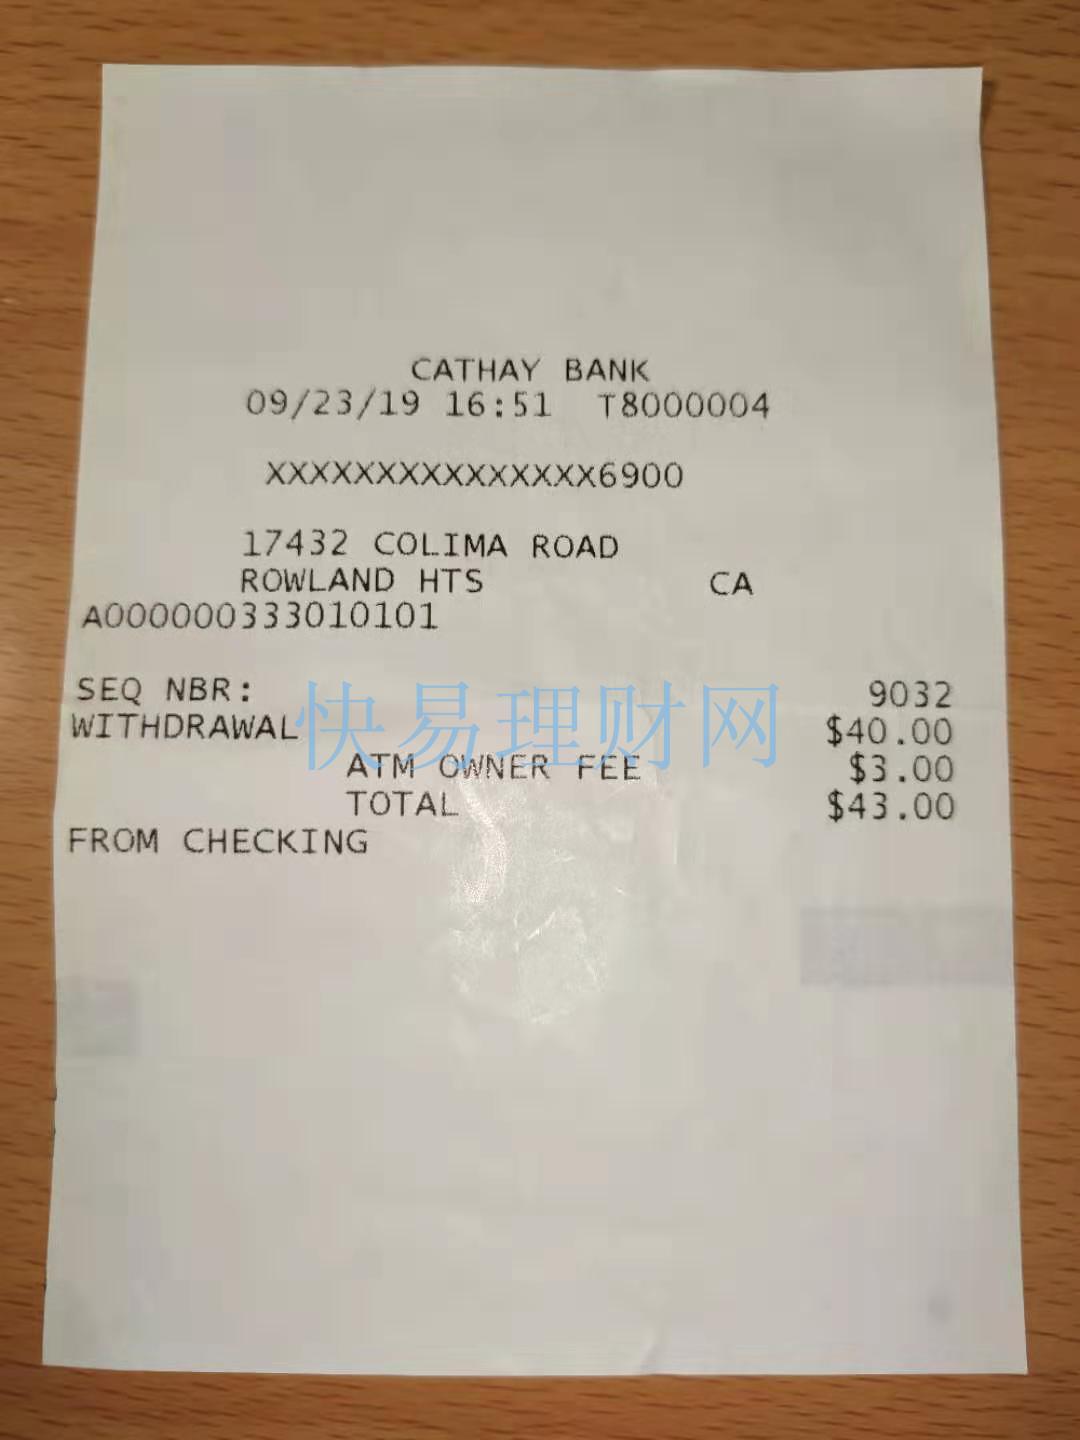 CATHAY BANK
09/23/19 16:51 T8000004
XXXXXXXXXXXXXXX6900
17432 COLIMA ROAD
ROWLAND HTS CA
A000000333010101
SEQ NBR: 9032
WITHDRAWAL $40.00
快易理财网
ATM OWNER FEE $3.00
TOTAL $43.00
FROM CHECKING